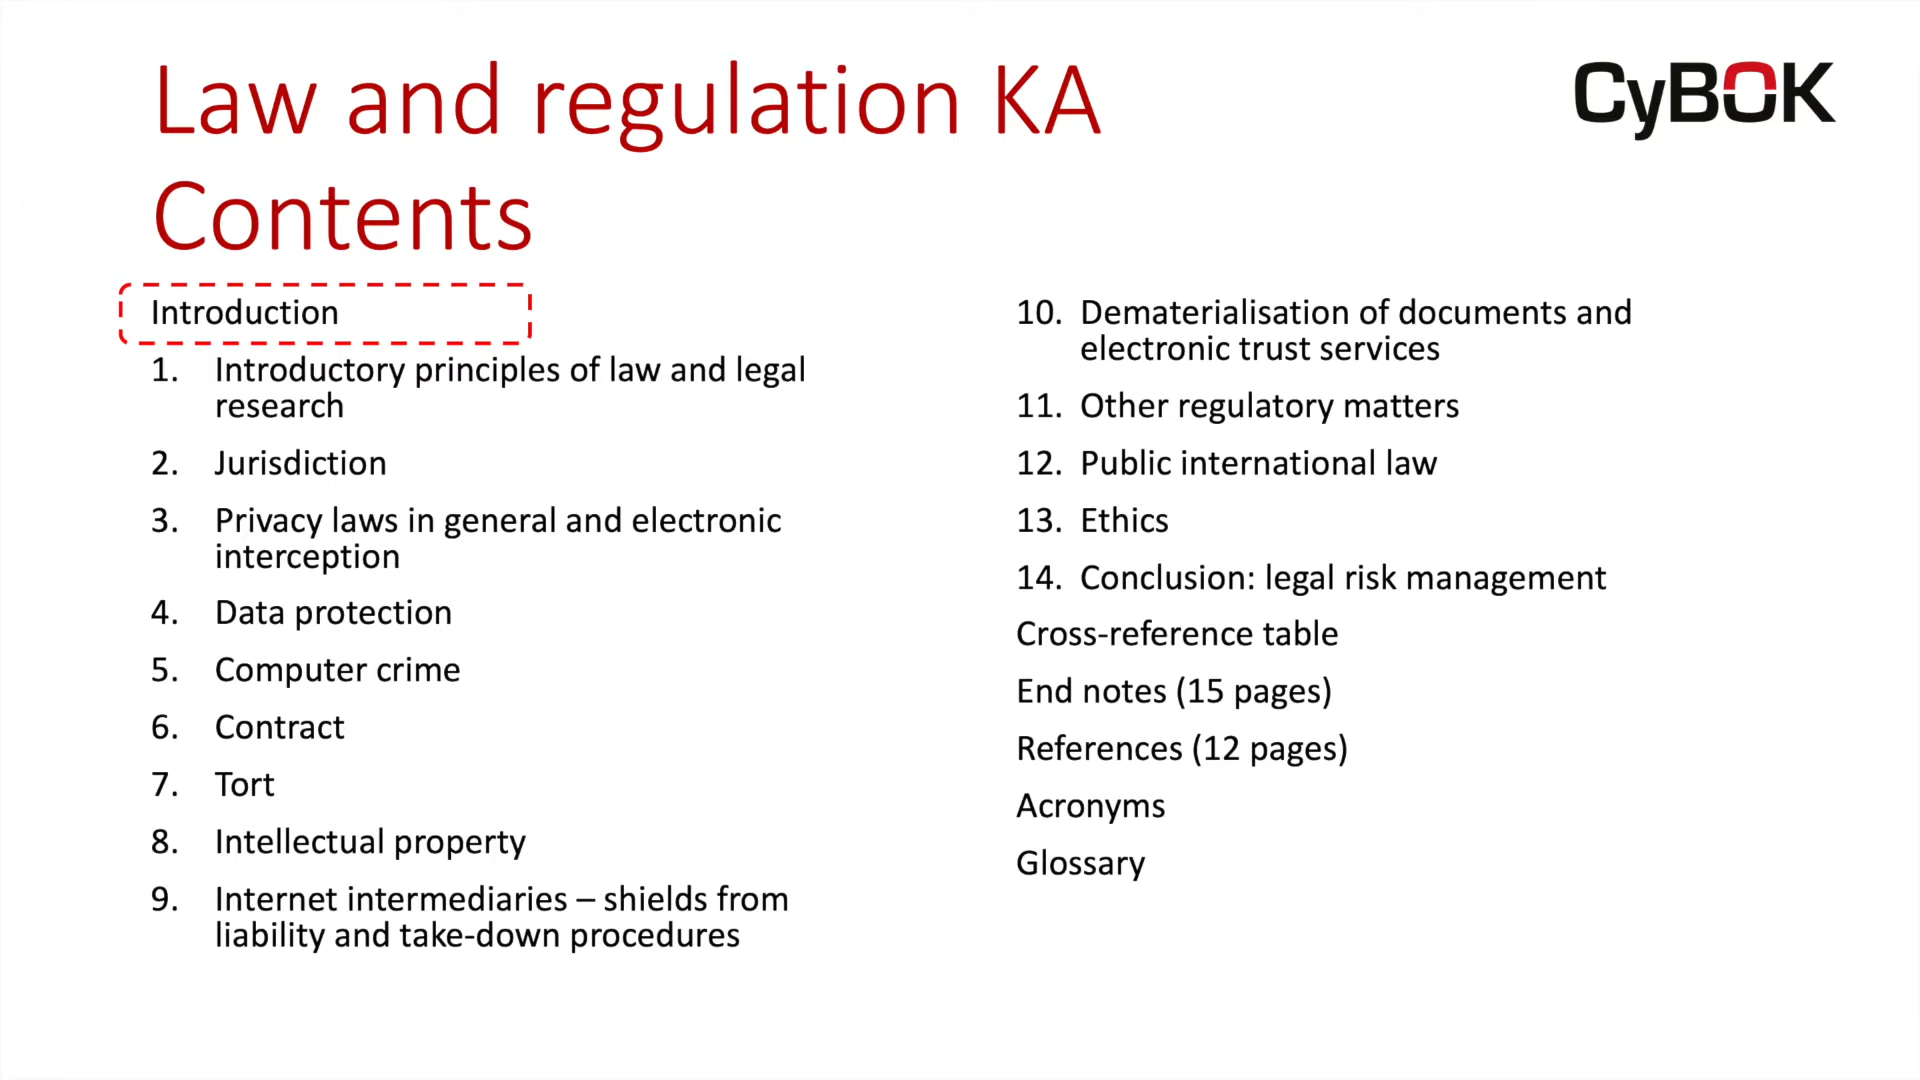 Law and regulation KA
Contents
CyBOK
Introduction
1. Introductory principles of law and legal
research
2. Jurisdiction
3. Privacy laws in general and electronic
interception
4. Data protection
5. Computer crime
6. Contract
7. Tort
8. Intellectual property
9. Internet intermediaries – shields from
liability and take-down procedures
10. Dematerialisation of documents and
electronic trust services
11. Other regulatory matters
12. Public international law
13. Ethics
14. Conclusion: legal risk management
Cross-reference table
End notes (15 pages)
References (12 pages)
Acronyms
Glossary